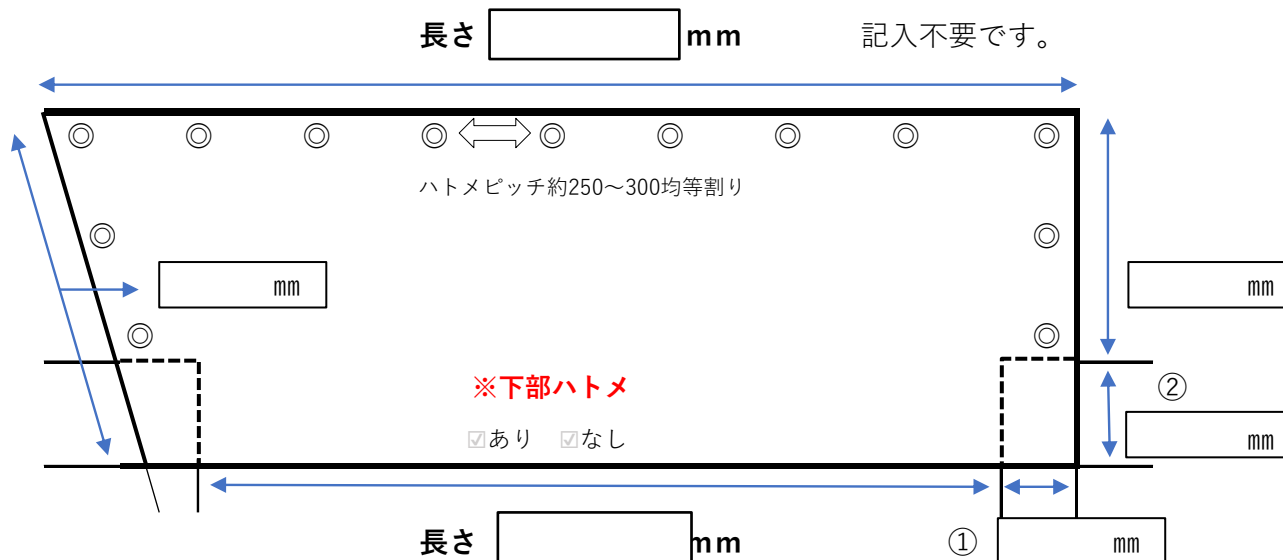 長さ mm 記入不要です。
ハトメピッチ約250～300均等割り
mm
mm
※下部ハトメ
②
☑あり ☑なし
mm
長さ mm
① mm